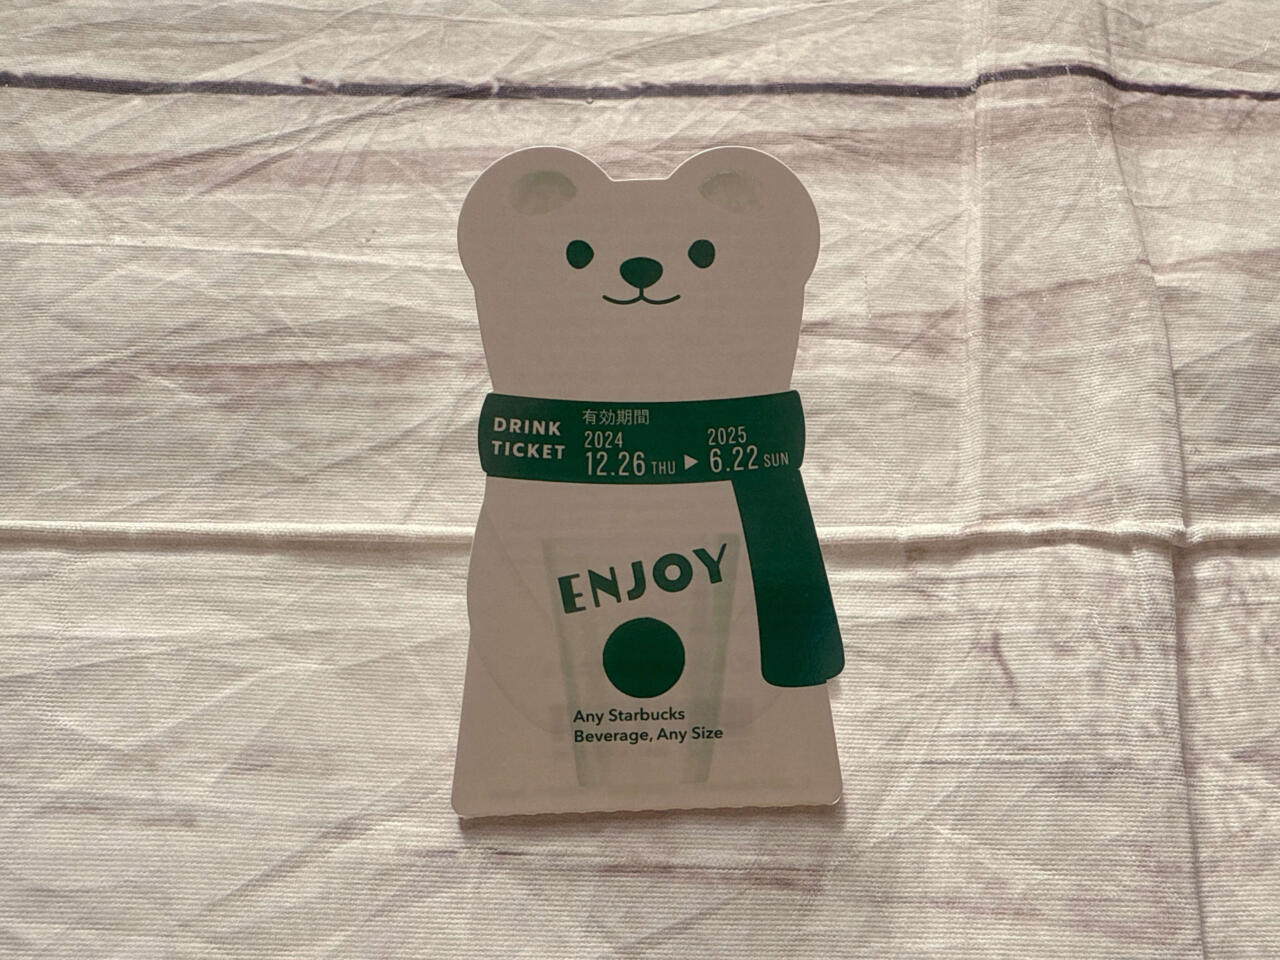 DRINK
TICKET
有効期間
2024
12.26 THU ▶ 2025
6.22 SUN
ENJOY
Any Starbucks
Beverage, Any Size